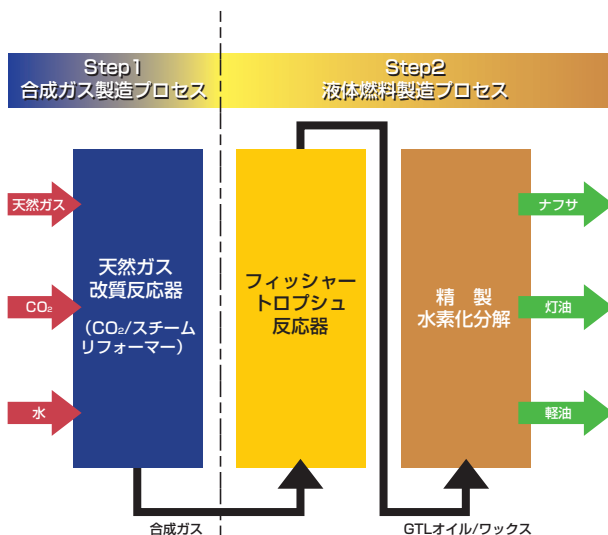 Step1
合成ガス製造プロセス
Step2
液体燃料製造プロセス
天然ガス
CO₂
水
天然ガス
改質反応器
(CO₂/スチーム
リフォーマー)
フィッシャー
トロプシュ
反応器
精 製
水素化分解
ナフサ
灯油
軽油
合成ガス
GTLオイル/ワックス